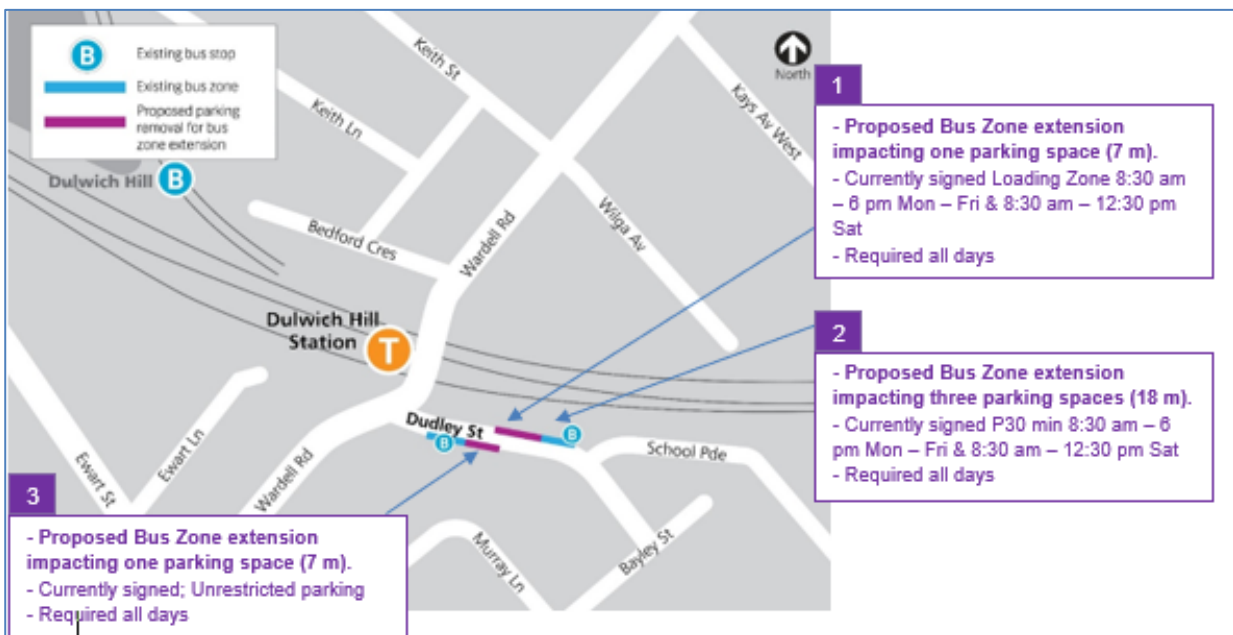 B
Existing bus stop
Existing bus zone
Proposed parking
removal for bus
zone extension
North
Keith St
Keith Ln
Kays Av West
Dulwich Hill B
Bedford Cres
Wardell Rd
Wilga Av
Dulwich Hill
Station
T
Dudley St
B
B
School Pde
Ewart Ln
Ewart St
Wardell Rd
Murray Ln
Bayley St
1
- Proposed Bus Zone extension
impacting one parking space (7 m).
- Currently signed Loading Zone 8:30 am
– 6 pm Mon – Fri & 8:30 am – 12:30 pm
Sat
- Required all days
2
- Proposed Bus Zone extension
impacting three parking spaces (18 m).
- Currently signed P30 min 8:30 am – 6
pm Mon – Fri & 8:30 am – 12:30 pm Sat
- Required all days
3
- Proposed Bus Zone extension
impacting one parking space (7 m).
- Currently signed; Unrestricted parking
- Required all days